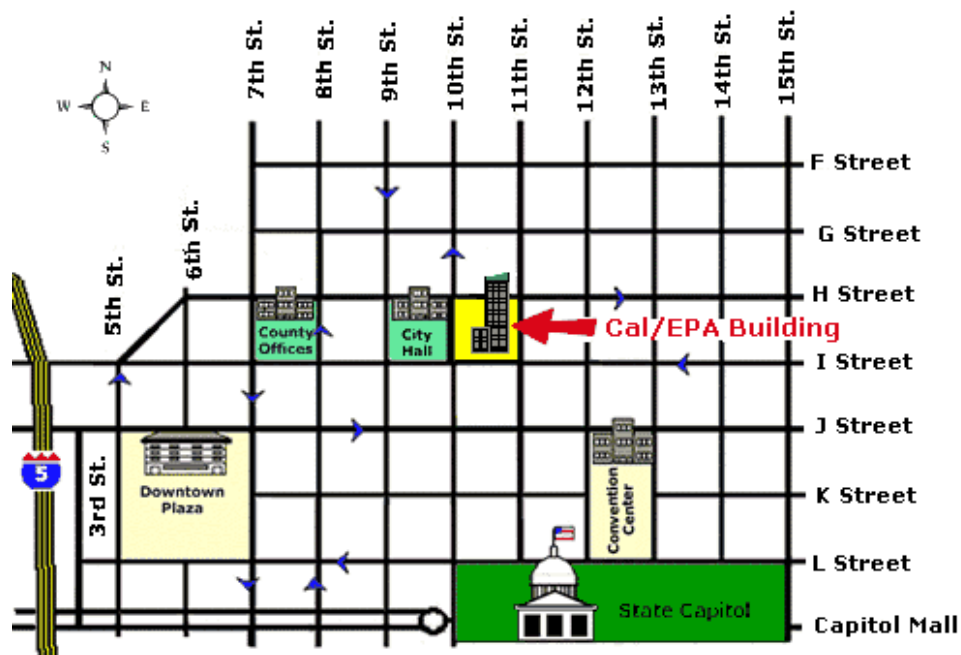 7th St.
8th St.
9th St.
10th St.
11th St.
12th St.
13th St.
14th St.
15th St.
N
W
E
S
F Street
6th St.
G Street
5th St.
H Street
County
Offices
City
Hall
Cal/EPA Building
I Street
J Street
5
3rd St.
Downtown
Plaza
Convention
Center
K Street
L Street
State Capitol
Capitol Mall